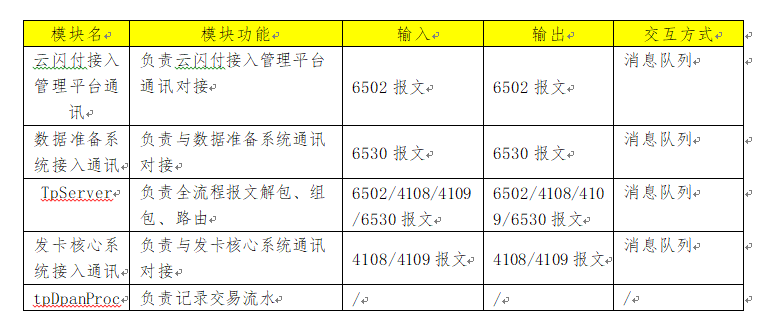 模块名 模块功能 输入 输出 交互方式
云闪付接入 负责云闪付接入管理平台 消息队列
管理平台通 通讯对接 6502 报文 6502 报文
讯
数据准备系 负责与数据准备系统通讯 消息队列
统接入通讯 对接 6530 报文 6530 报文
TpServer 负责全流程报文解包、组 6502/4108/4109 6502/4108/410 消息队列
包、路由 /6530 报文 9/6530 报文
发卡核心系 负责与发卡核心系统通讯 消息队列
统接入通讯 对接 4108/4109 报文 4108/4109 报文
tpDpanProc 负责记录交易流水 / / /